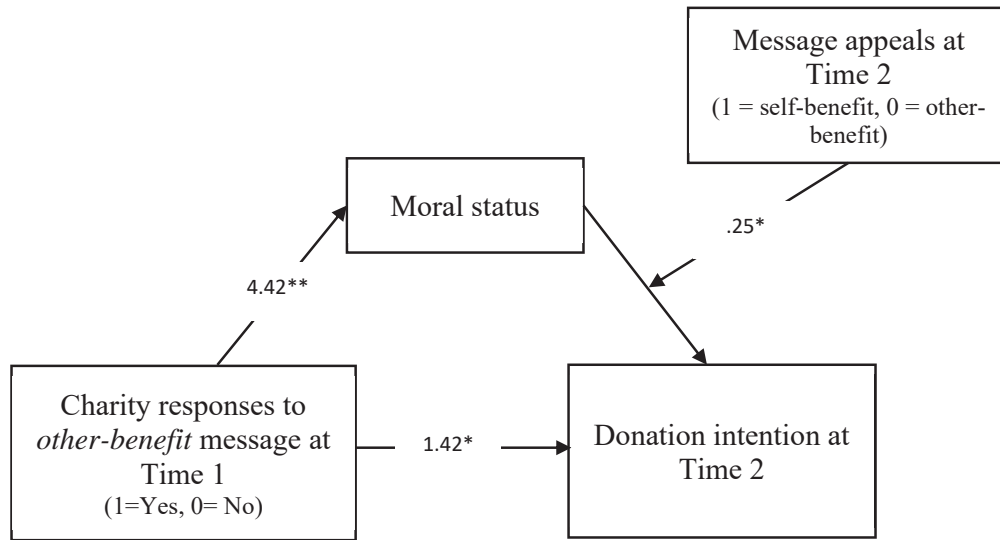 Message appeals at
Time 2
(1 = self-benefit, 0 = other-
benefit)
Moral status
.25*
4.42**
Charity responses to
other-benefit message at
Time 1
(1=Yes, 0= No)
1.42*
Donation intention at
Time 2